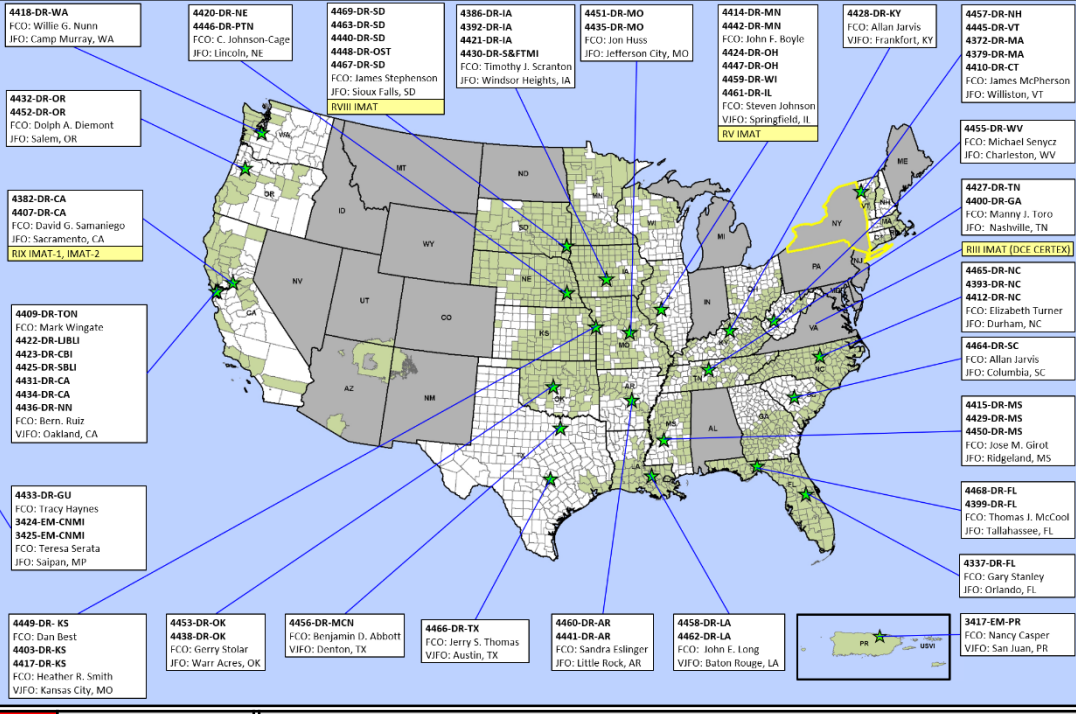 4418-DR-WA
FCO: Willie G. Nunn
JFO: Camp Murray, WA
4420-DR-NE
4446-DR-PTN
FCO: C. Johnson-Cage
JFO: Lincoln, NE
4469-DR-SD
4463-DR-SD
4440-DR-SD
4448-DR-OST
4467-DR-SD
FCO: James Stephenson
JFO: Sioux Falls, SD
RVIII IMAT
4386-DR-IA
4392-DR-IA
4421-DR-IA
4430-DR-S&FTMI
FCO: Timothy J. Scranton
JFO: Windsor Heights, IA
4451-DR-MO
4435-DR-MO
FCO: Jon Huss
JFO: Jefferson City, MO
4414-DR-MN
4442-DR-MN
FCO: John F. Boyle
4424-DR-OH
4447-DR-OH
4459-DR-WI
4461-DR-IL
FCO: Steven Johnson
VJFO: Springfield, IL
RV IMAT
4428-DR-KY
FCO: Allan Jarvis
VJFO: Frankfort, KY
4457-DR-NH
4445-DR-VT
4372-DR-MA
4379-DR-MA
4410-DR-CT
FCO: James McPherson
JFO: Williston, VT
4432-DR-OR
4452-DR-OR
FCO: Dolph A. Diemont
JFO: Salem, OR
4455-DR-WV
FCO: Michael Senycz
JFO: Charleston, WV
4382-DR-CA
4407-DR-CA
FCO: David G. Samaniego
JFO: Sacramento, CA
RIX IMAT-1, IMAT-2
4427-DR-TN
4400-DR-GA
FCO: Manny J. Toro
JFO: Nashville, TN
RIII IMAT (DCE CERTEX)
4465-DR-NC
4393-DR-NC
4412-DR-NC
FCO: Elizabeth Turner
JFO: Durham, NC
4409-DR-TON
FCO: Mark Wingate
4422-DR-LJBLI
4423-DR-CBI
4425-DR-SBLI
4431-DR-CA
4434-DR-CA
4436-DR-NN
FCO: Bern. Ruiz
VJFO: Oakland, CA
4464-DR-SC
FCO: Allan Jarvis
JFO: Columbia, SC
4415-DR-MS
4429-DR-MS
4450-DR-MS
FCO: Jose M. Girot
JFO: Ridgeland, MS
4433-DR-GU
FCO: Tracy Haynes
3424-EM-CNMI
3425-EM-CNMI
FCO: Teresa Serata
JFO: Saipan, MP
4468-DR-FL
4399-DR-FL
FCO: Thomas J. McCool
JFO: Tallahassee, FL
4337-DR-FL
FCO: Gary Stanley
JFO: Orlando, FL
4449-DR- KS
FCO: Dan Best
4403-DR-KS
4417-DR-KS
FCO: Heather R. Smith
VJFO: Kansas City, MO
4453-DR-OK
4438-DR-OK
FCO: Gerry Stolar
JFO: Warr Acres, OK
4456-DR-MCN
FCO: Benjamin D. Abbott
VJFO: Denton, TX
4466-DR-TX
FCO: Jerry S. Thomas
VJFO: Austin, TX
4460-DR-AR
4441-DR-AR
FCO: Sandra Eslinger
JFO: Little Rock, AR
4458-DR-LA
4462-DR-LA
FCO: John E. Long
VJFO: Baton Rouge, LA
3417-EM-PR
FCO: Nancy Casper
VJFO: San Juan, PR
WA
MT
ND
MN
ME
OR
ID
SD
WI
VT
NH
NY
MA
CT
WY
MI
IA
PA
NJ
NE
NV
UT
CO
IN
OH
MD
WV
CA
KS
MO
KY
VA
AZ
NM
OK
AR
TN
NC
SC
TX
MS
AL
GA
LA
FL
PR
USVI